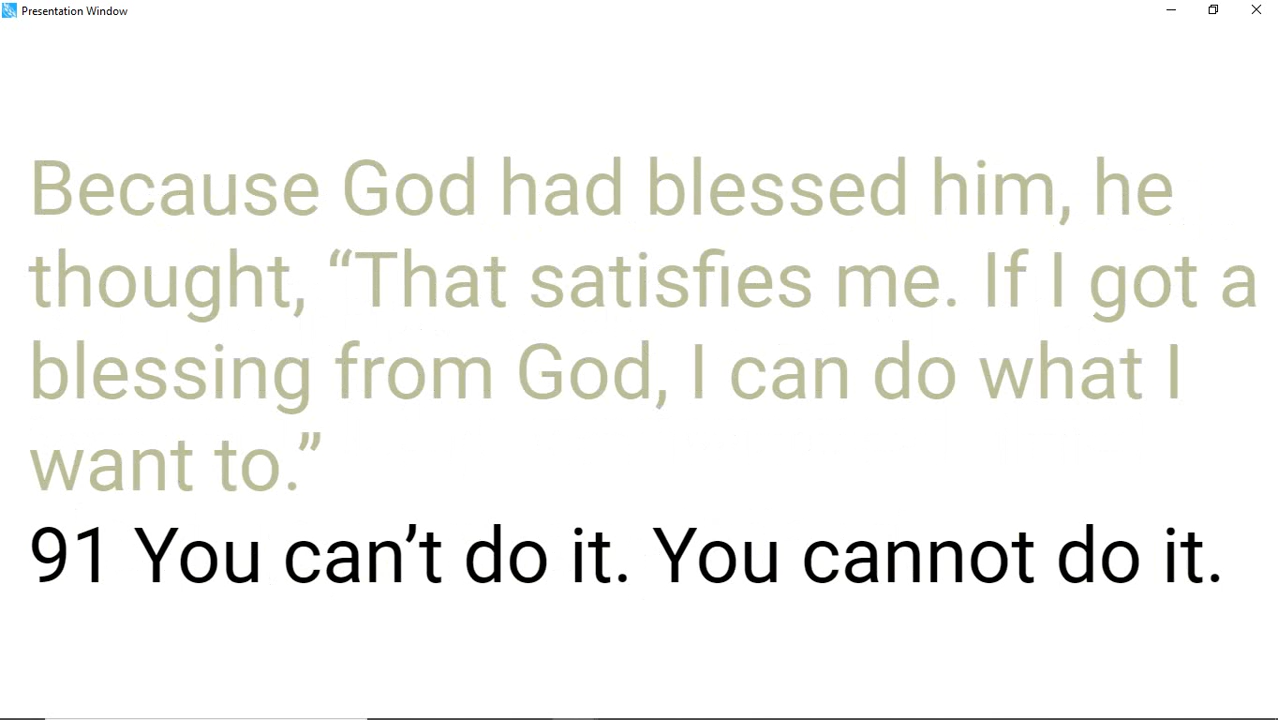 Presentation Window
Because God had blessed him, he
thought, “That satisfies me. If I got a
blessing from God, I can do what I
want to.”
91 You can’t do it. You cannot do it.